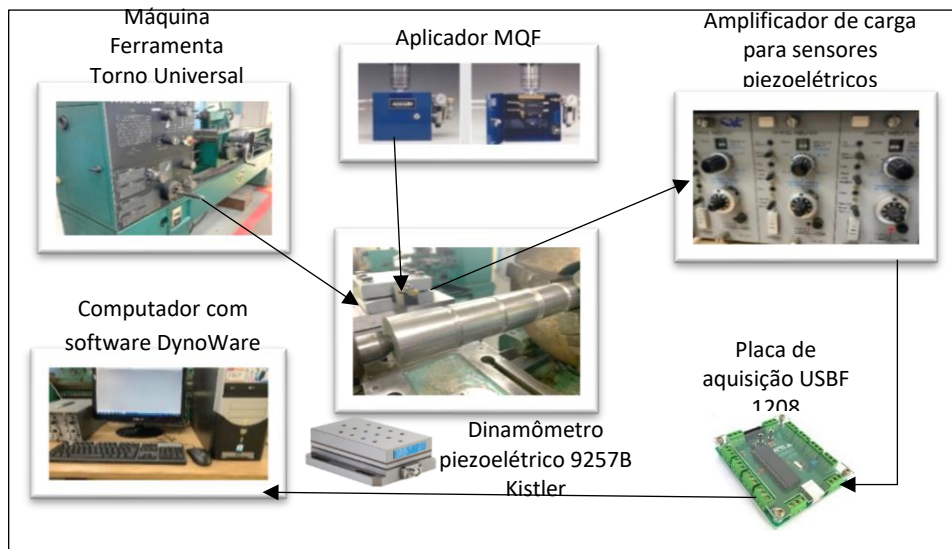 Máquina
Ferramenta
Torno Universal
Aplicador MQF
Amplificador de carga
para sensores
piezoelétricos
Computador com
software DynoWare
Placa de
aquisição USBF
1208
Dinamômetro
piezoelétrico 9257B
Kistler